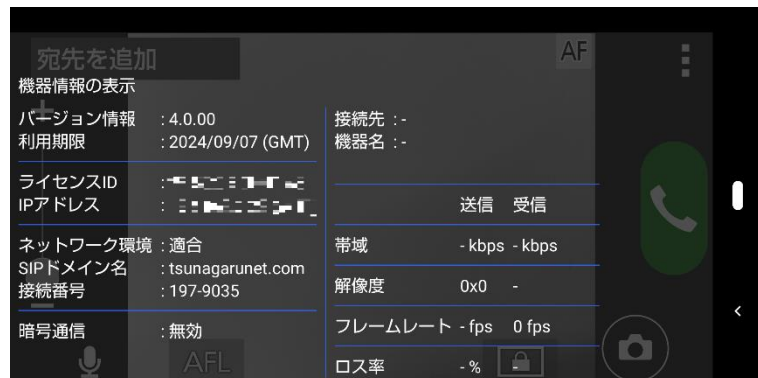 宛先を追加
AF
機器情報の表示
バージョン情報 : 4.0.00
利用期限 : 2024/09/07 (GMT)
ライセンスID :
IPアドレス :
ネットワーク環境 : 適合
SIPドメイン名 : tsunagarunet.com
接続番号 : 197-9035
暗号通信 : 無効
AFL
接続先 : -
機器名 : -
送信 受信
帯域 - kbps - kbps
解像度 0x0 -
フレームレート - fps 0 fps
ロス率 - % -